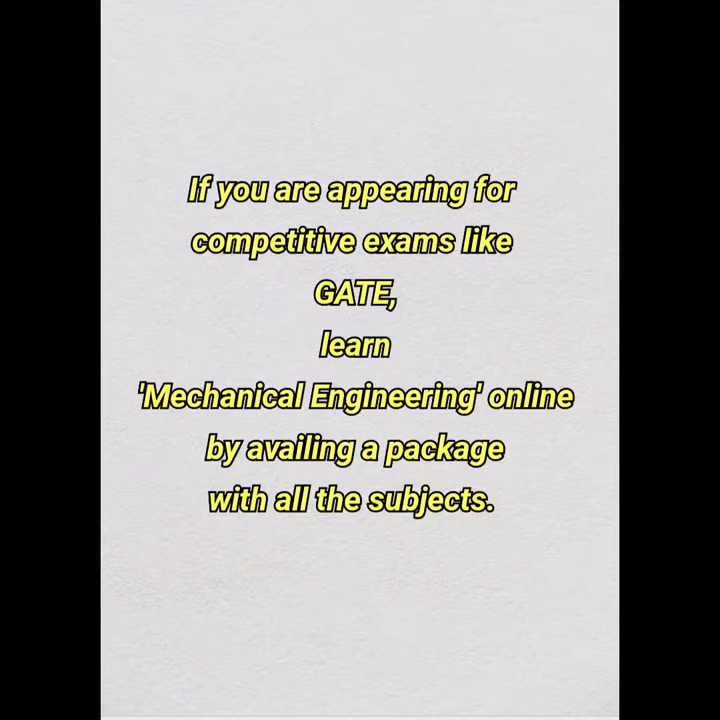 If you are appearing for
competitive exams like
GATE,
learn
'Mechanical Engineering' online
by availing a package
with all the subjects.